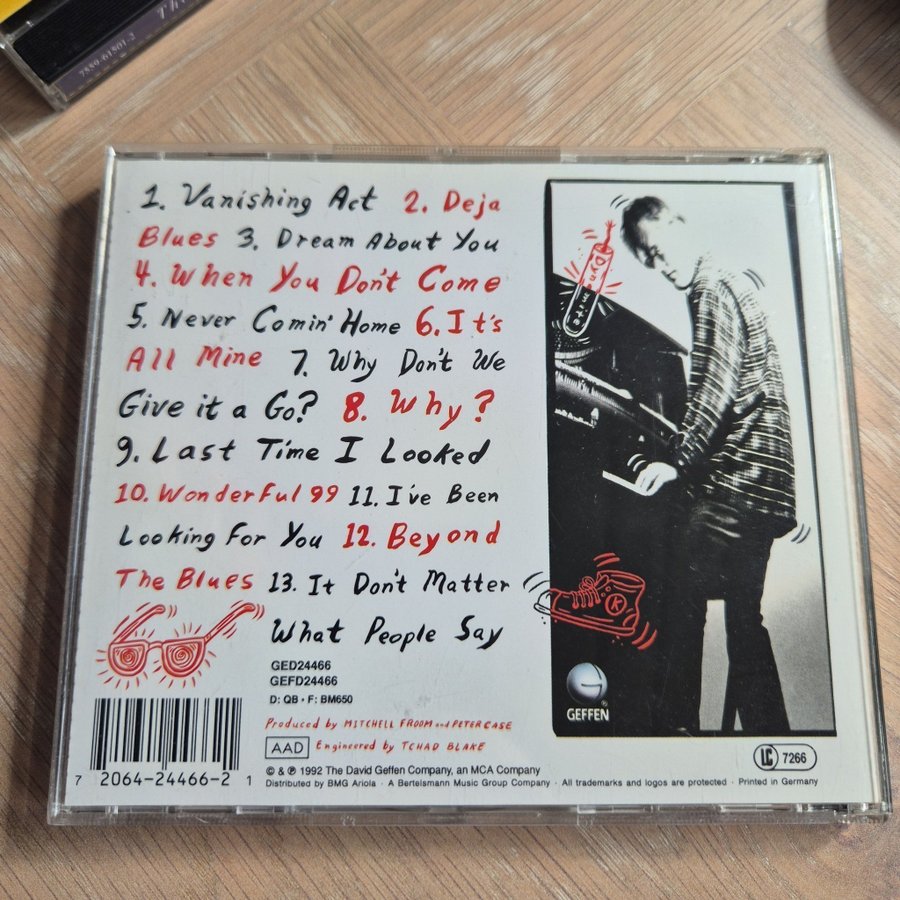 7559-61501-2
1. Vanishing Act 2. Deja
Blues 3. Dream About You
4. When You Don't Come
5. Never Comin' Home 6. It's
All Mine 7. Why Don't We
Give it a Go? 8. Why?
9. Last Time I Looked
10. Wonderful 99 11. I've Been
Looking For You 12. Beyond
The Blues 13. It Don't Matter
What People Say
Dynamite
K
GED24466
GEFD24466
D: QB • F: BM650
GEFFEN
®
Produced by MITCHELL FROOM and PETER CASE
AAD Engineered by TCHAD BLAKE
LC 7266
© & ℗ 1992 The David Geffen Company, an MCA Company
Distributed by BMG Ariola · A Bertelsmann Music Group Company · All trademarks and logos are protected · Printed in Germany
7 2064-24466-2 1